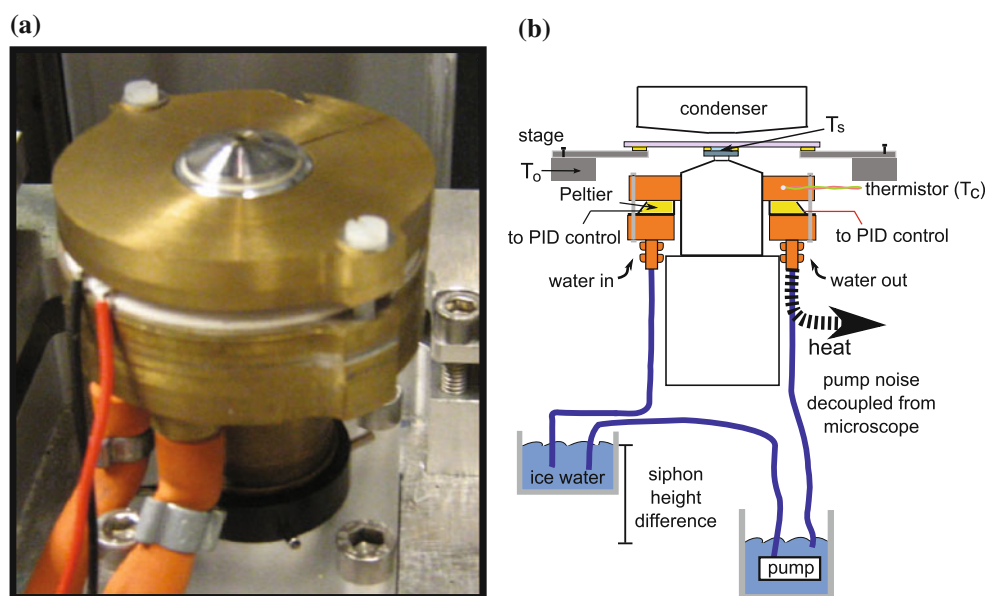 (a)
(b)
condenser
Ts
stage
To
Peltier
thermistor (Tc)
to PID control
to PID control
water in
water out
heat
pump noise
decoupled from
microscope
ice water
siphon
height
difference
pump